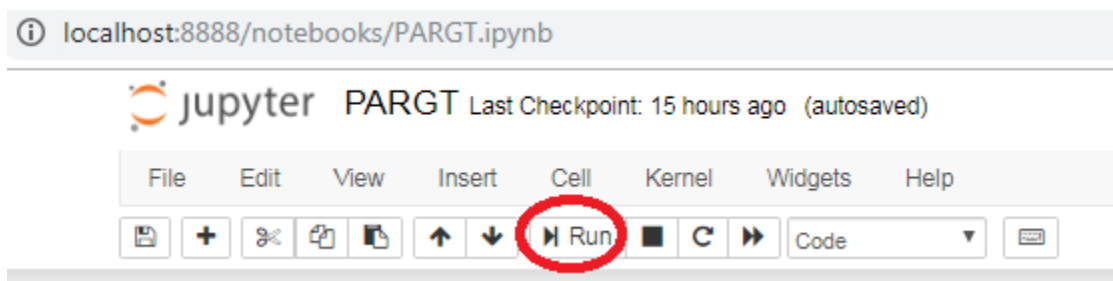 localhost:8888/notebooks/PARGT.ipynb
jupyter PARGT Last Checkpoint: 15 hours ago (autosaved)
File Edit View Insert Cell Kernel Widgets Help
Run Code